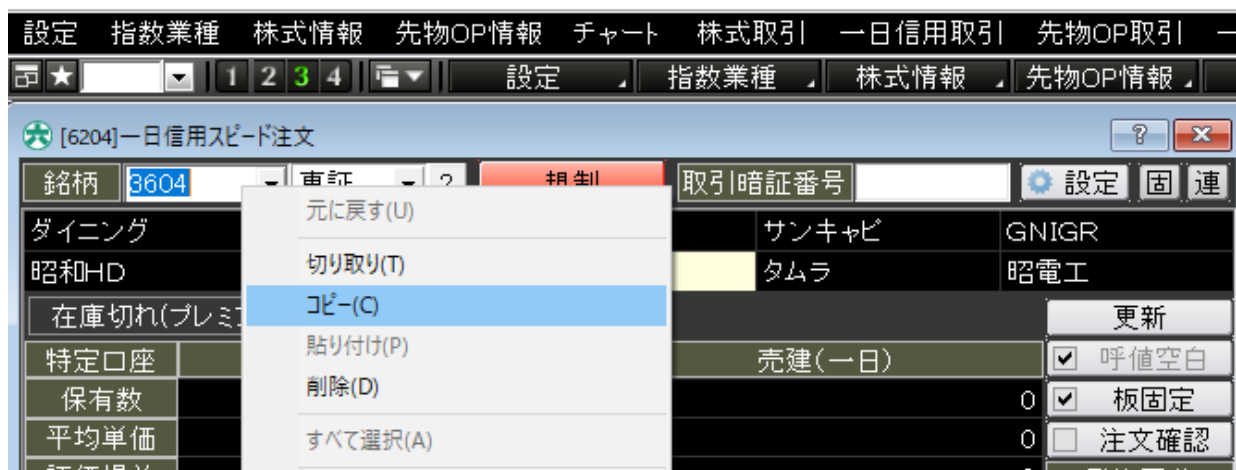 設定 指数業種 株式情報 先物OP情報 チャート 株式取引 一日信用取引 先物OP取引 一
1 2 3 4 設定 指数業種 株式情報 先物OP情報
[6204]一日信用スピード注文 ?
銘柄 3604 東証 ? 規制 取引暗証番号 設定 固 連
元に戻す(U)
ダイニング サンキャピ GNIGR
切り取り(T)
昭和HD タムラ 昭電工
コピー(C)
在庫切れ(プレミ 更新
貼り付け(P)
特定口座 売建(一日) 呼値空白
削除(D)
保有数 0 板固定
平均単価 すべて選択(A) 0 注文確認